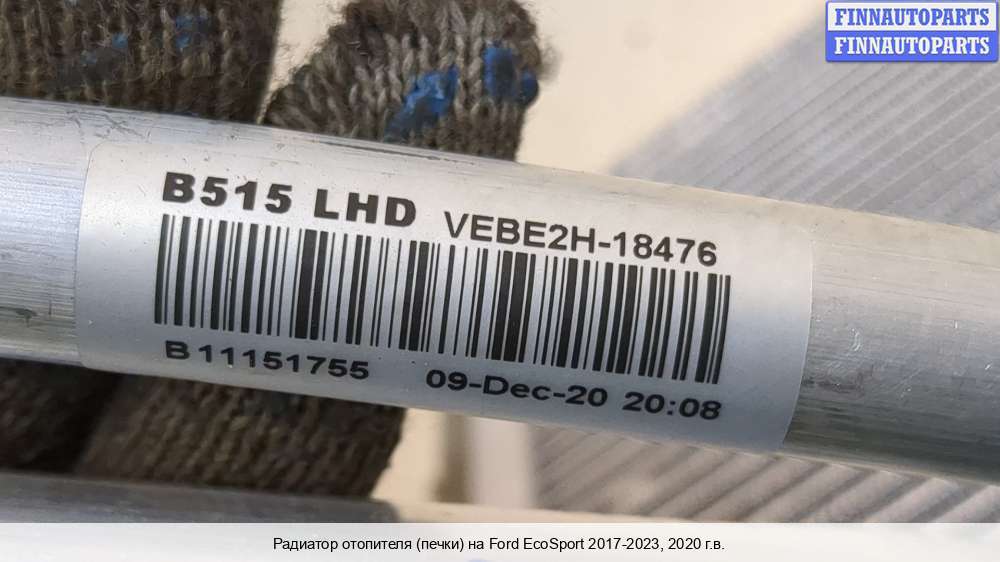 FINNAUTOPARTS
FINNAUTOPARTS
B515 LHD VEBE2H-18476
B11151755 09-Dec-20 20:08
Радиатор отопителя (печки) на Ford EcoSport 2017-2023, 2020 г.в.